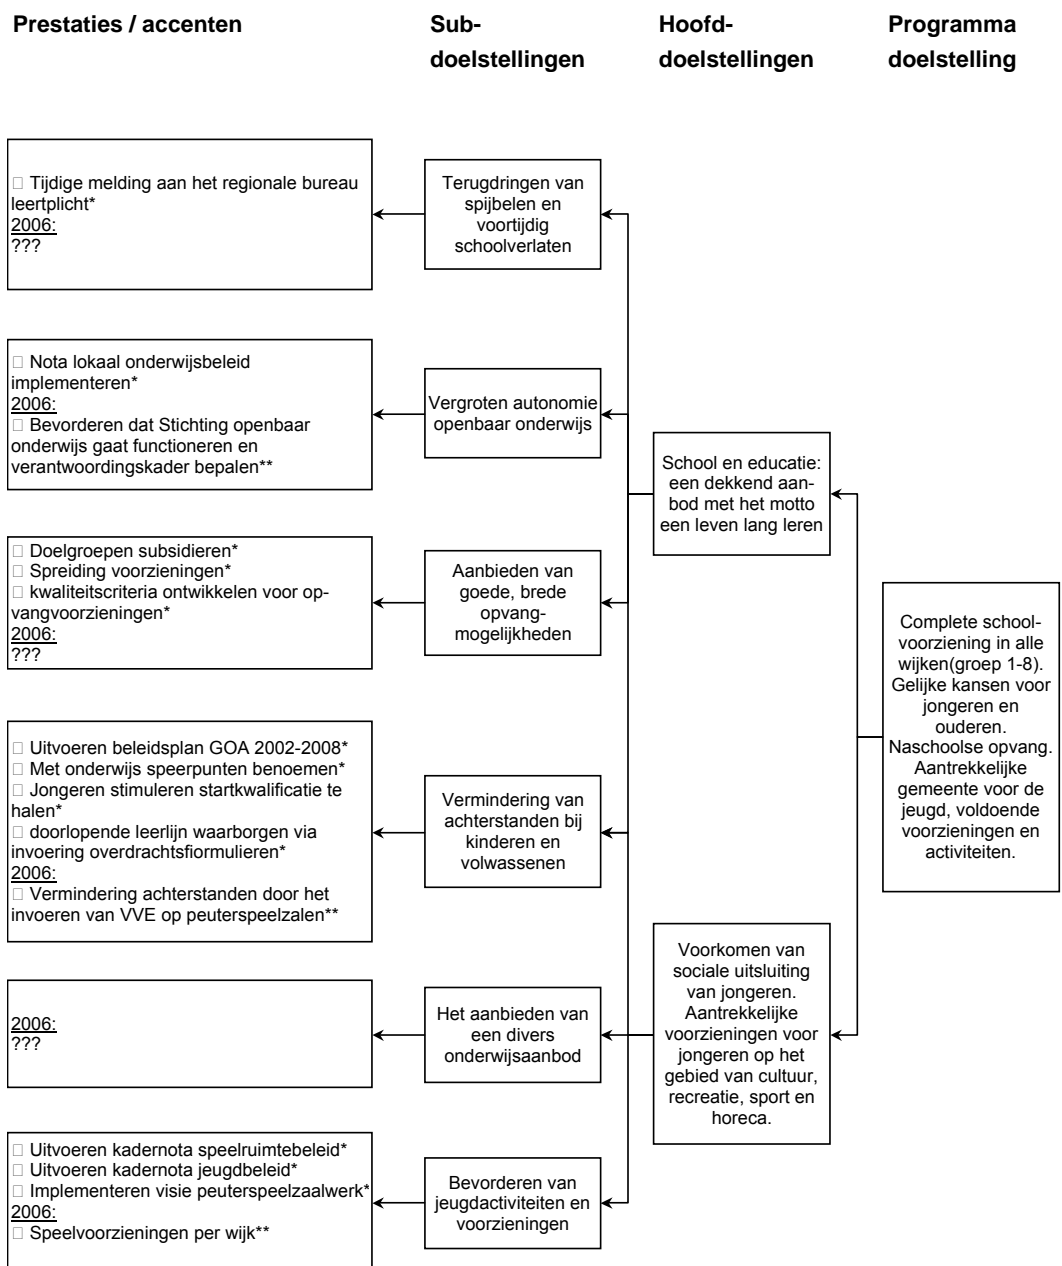 Prestaties / accenten
Sub-
doelstellingen
Hoofd-
doelstellingen
Programma
doelstelling
□ Tijdige melding aan het regionale bureau
leertplicht*
2006:
???
Terugdringen van
spijbelen en
voortijdig
schoolverlaten
□ Nota lokaal onderwijsbeleid
implementeren*
2006:
□ Bevorderen dat Stichting openbaar
onderwijs gaat functioneren en
verantwoordingskader bepalen**
Vergroten autonomie
openbaar onderwijs
School en educatie:
een dekkend aan-
bod met het motto
een leven lang leren
□ Doelgroepen subsidieren*
□ Spreiding voorzieningen*
□ kwaliteitscriteria ontwikkelen voor op-
vangvoorzieningen*
2006:
???
Aanbieden van
goede, brede
opvang-
mogelijkheden
Complete school-
voorziening in alle
wijken(groep 1-8).
Gelijke kansen voor
jongeren en
ouderen.
Naschoolse opvang.
Aantrekkelijke
gemeente voor de
jeugd, voldoende
voorzieningen en
activiteiten.
□ Uitvoeren beleidsplan GOA 2002-2008*
□ Met onderwijs speerpunten benoemen*
□ Jongeren stimuleren startkwalificatie te
halen*
□ doorlopende leerlijn waarborgen via
invoering overdrachtsfiormulieren*
2006:
□ Vermindering achterstanden door het
invoeren van VVE op peuterspeelzalen**
Vermindering van
achterstanden bij
kinderen en
volwassenen
Voorkomen van
sociale uitsluiting
van jongeren.
Aantrekkelijke
voorzieningen voor
jongeren op het
gebied van cultuur,
recreatie, sport en
horeca.
2006:
???
Het aanbieden van
een divers
onderwijsaanbod
□ Uitvoeren kadernota speelruimtebeleid*
□ Uitvoeren kadernota jeugdbeleid*
□ Implementeren visie peuterspeelzaalwerk*
2006:
□ Speelvoorzieningen per wijk**
Bevorderen van
jeugdactiviteiten en
voorzieningen